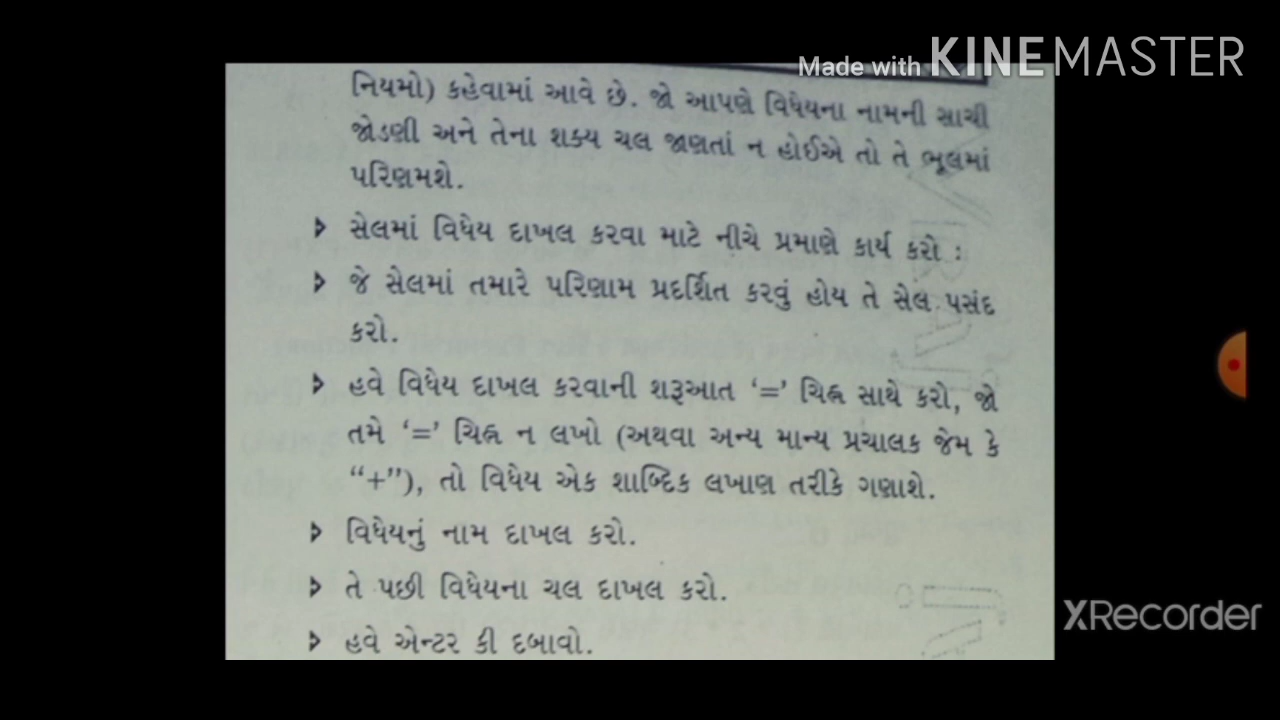 Made with KINEMASTER
નિયમો) કહેવામાં આવે છે. જો આપણે વિધેયના નામની સાચી
જોડણી અને તેના શક્ય ચલ જાણતાં ન હોઈએ તો તે ભૂલમાં
પરિણમશે.
સેલમાં વિધેય દાખલ કરવા માટે નીચે પ્રમાણે કાર્ય કરો :
જે સેલમાં તમારે પરિણામ પ્રદર્શિત કરવું હોય તે સેલ પસંદ
કરો.
હવે વિધેય દાખલ કરવાની શરૂઆત ‘=’ ચિહ્ન સાથે કરો, જો
તમે ‘=’ ચિહ્ન ન લખો (અથવા અન્ય માન્ય પ્રચાલક જેમ કે
“+”), તો વિધેય એક શાબ્દિક લખાણ તરીકે ગણાશે.
વિધેયનું નામ દાખલ કરો.
તે પછી વિધેયના ચલ દાખલ કરો.
હવે એન્ટર કી દબાવો.
XRecorder